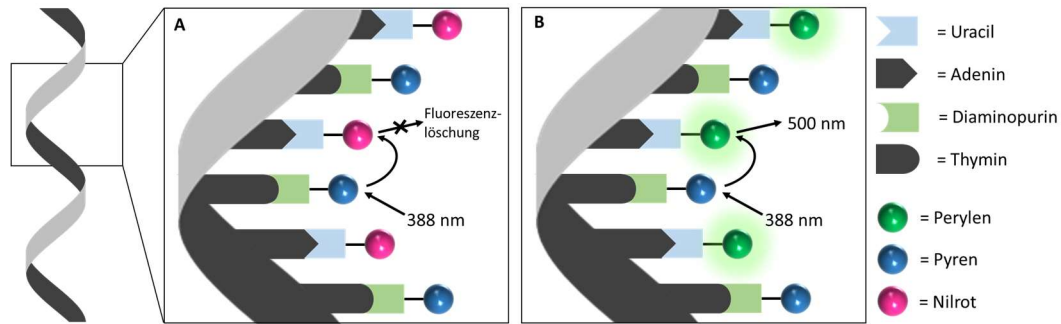 A
Fluoreszenz-
löschung
388 nm
B
500 nm
388 nm
= Uracil
= Adenin
= Diaminopurin
= Thymin
= Perylen
= Pyren
= Nilrot